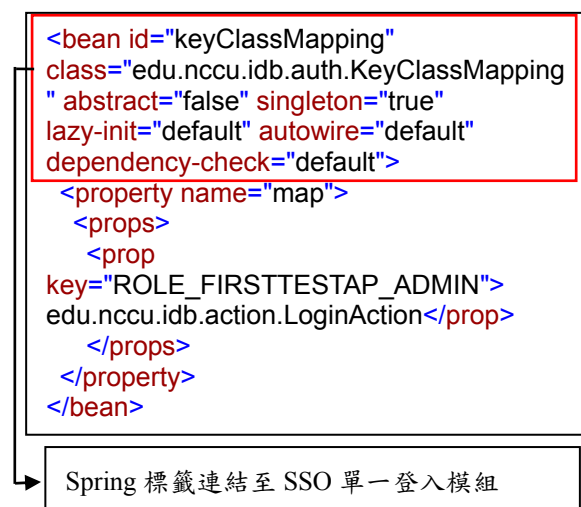 <bean id="keyClassMapping"
class="edu.nccu.idb.auth.KeyClassMapping
" abstract="false" singleton="true"
lazy-init="default" autowire="default"
dependency-check="default">
<property name="map">
<props>
<prop
key="ROLE_FIRSTTESTAP_ADMIN">
edu.nccu.idb.action.LoginAction</prop>
</props>
</property>
</bean>
Spring 標籤連結至 SSO 單一登入模組